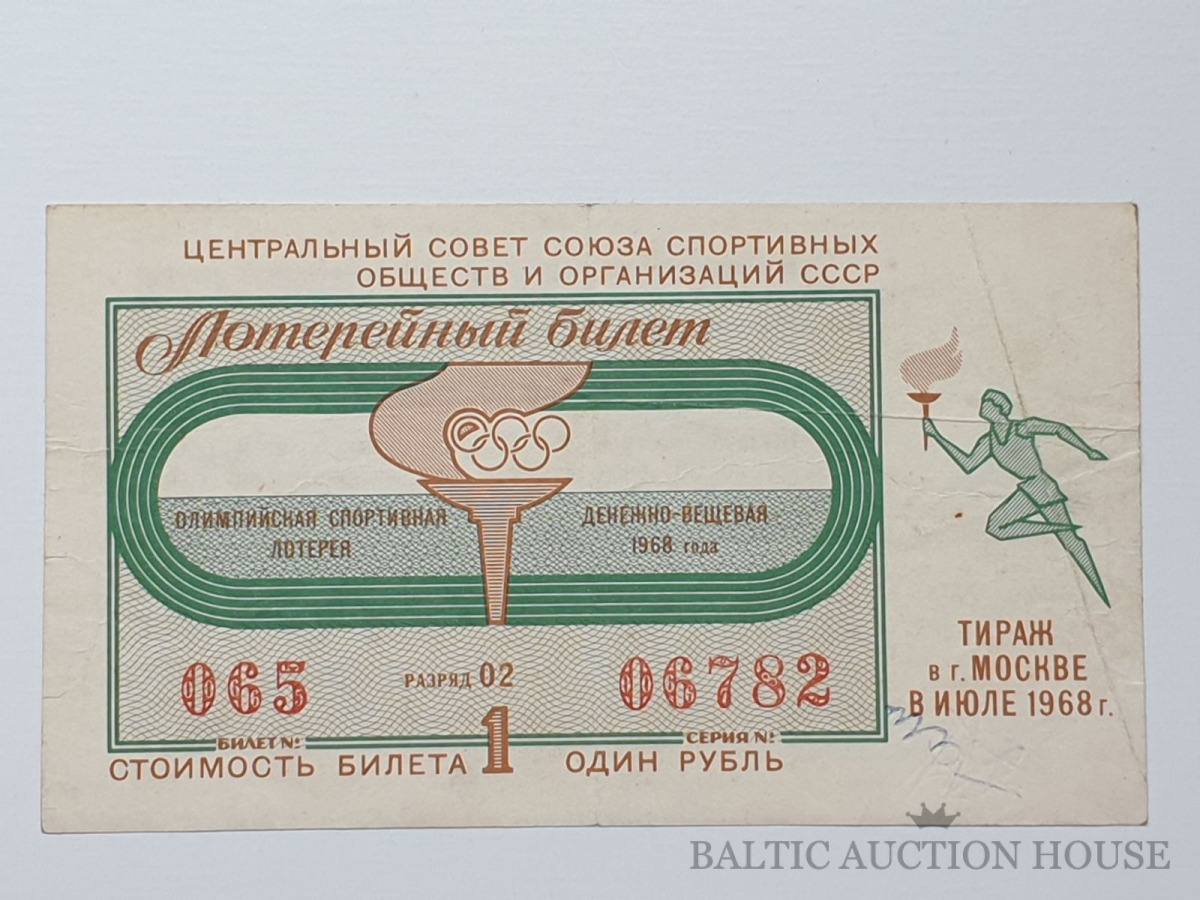 ЦЕНТРАЛЬНЫЙ СОВЕТ СОЮЗА СПОРТИВНЫХ
ОБЩЕСТВ И ОРГАНИЗАЦИЙ СССР
Лотерейный билет
ОЛИМПИЙСКАЯ СПОРТИВНАЯ
ЛОТЕРЕЯ
ДЕНЕЖНО-ВЕЩЕВАЯ
1968 года
065
РАЗРЯД 02
06782
БИЛЕТ №
СЕРИЯ №
СТОИМОСТЬ БИЛЕТА 1 ОДИН РУБЛЬ
ТИРАЖ
в г. МОСКВЕ
В ИЮЛЕ 1968 г.
BALTIC AUCTION HOUSE